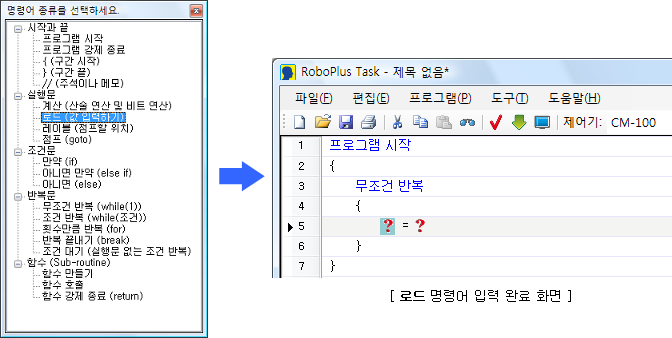 명령어 종류를 선택하세요.
시작과 끝
프로그램 시작
프로그램 강제 종료
{ (구간 시작)
} (구간 끝)
// (주석이나 메모)
실행문
계산 (산술 연산 및 비트 연산)
로드 (값 입력하기)
레이블 (점프할 위치)
점프 (goto)
조건문
만약 (if)
아니면 만약 (else if)
아니면 (else)
반복문
무조건 반복 (while(1))
조건 반복 (while(조건))
횟수만큼 반복 (for)
반복 끝내기 (break)
조건 대기 (실행문 없는 조건 반복)
함수 (Sub-routine)
함수 만들기
함수 호출
함수 강제 종료 (return)
RoboPlus Task - 제목 없음*
파일(F) 편집(E) 프로그램(P) 도구(T) 도움말(H)
제어기: CM-100
1 프로그램 시작
2 {
3 무조건 반복
4 {
5 ? = ?
6 }
7 }
[ 로드 명령어 입력 완료 화면 ]